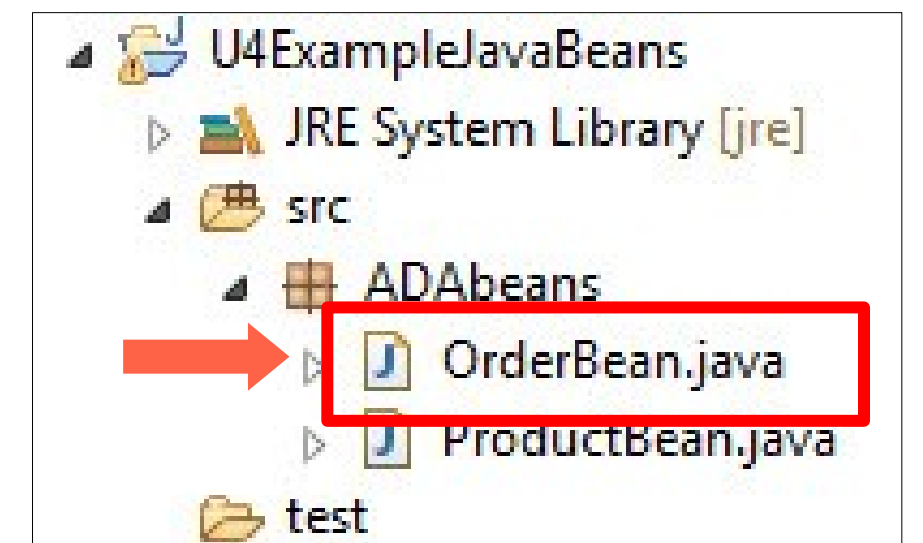 U4ExampleJavaBeans
JRE System Library [jre]
src
ADAbeans
OrderBean.java
ProductBean.java
test